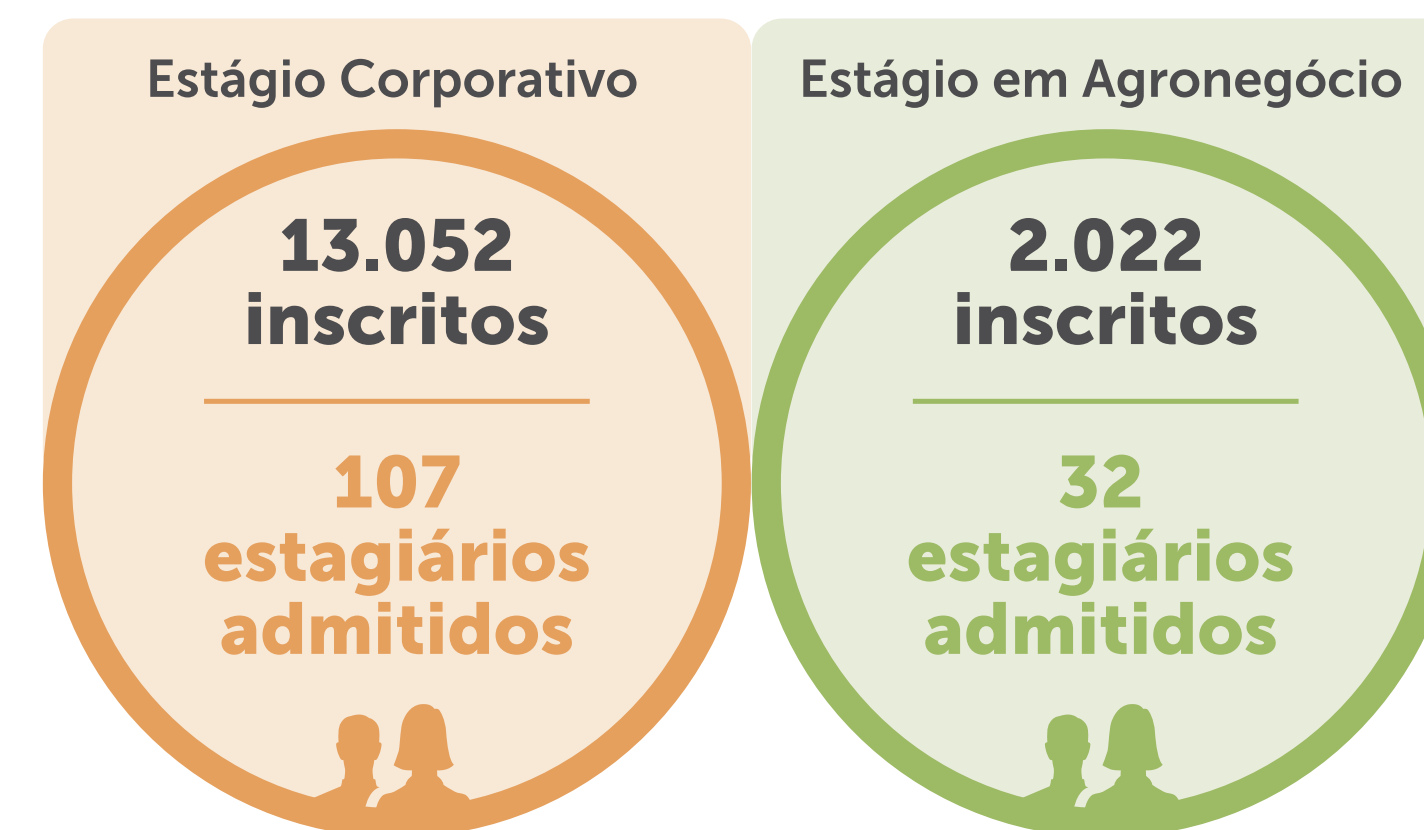 Estágio Corporativo
13.052
inscritos
107
estagiários
admitidos
Estágio em Agronegócio
2.022
inscritos
32
estagiários
admitidos